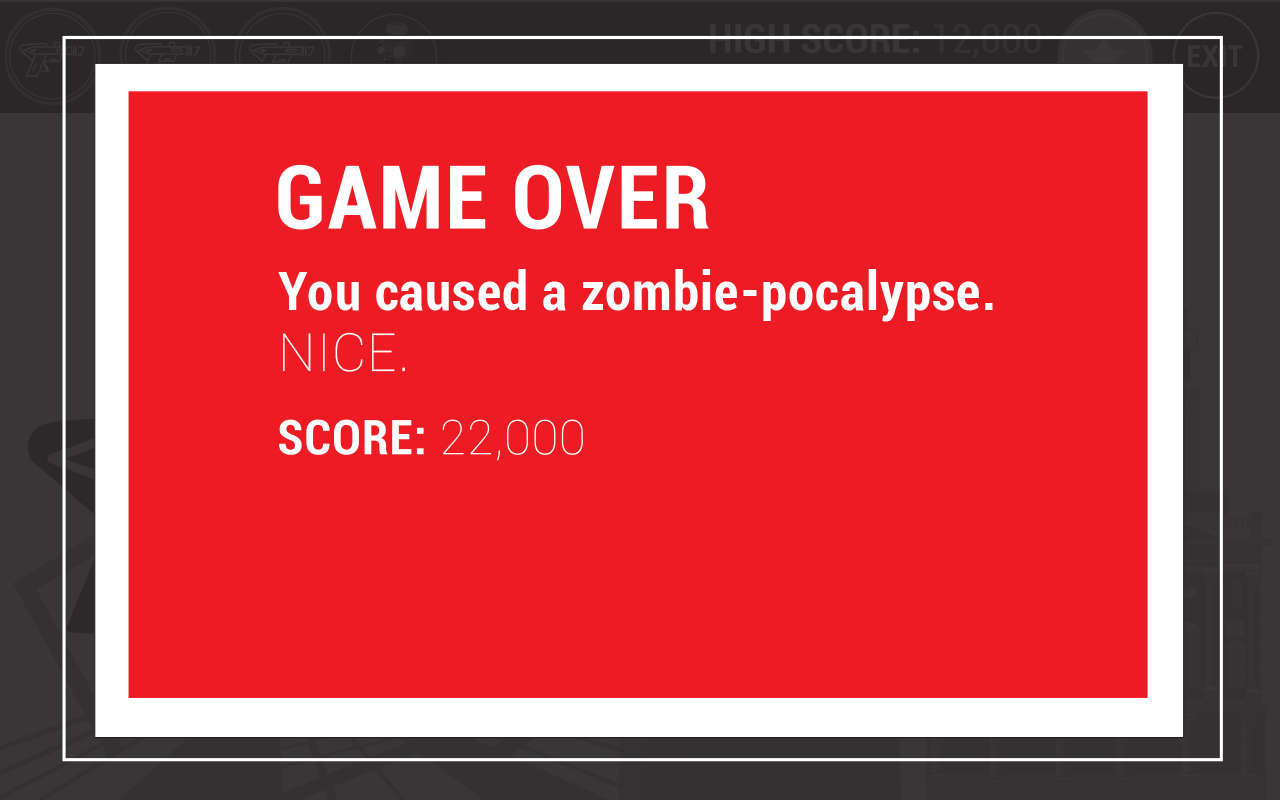 HIGH SCORE: 12,000
EXIT
GAME OVER
You caused a zombie-pocalypse.
NICE.
SCORE: 22,000